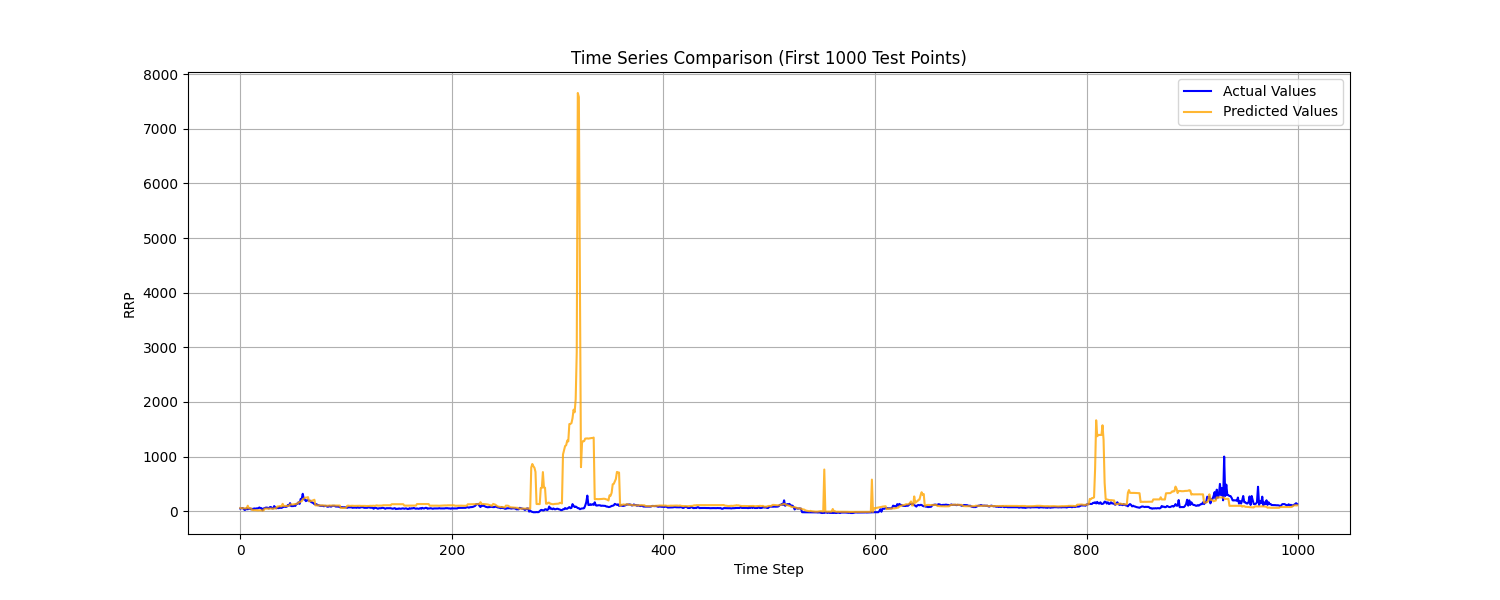 Time Series Comparison (First 1000 Test Points)
Actual Values
Predicted Values
8000
7000
6000
5000
4000
3000
2000
1000
0
RRP
0 200 400 600 800 1000
Time Step